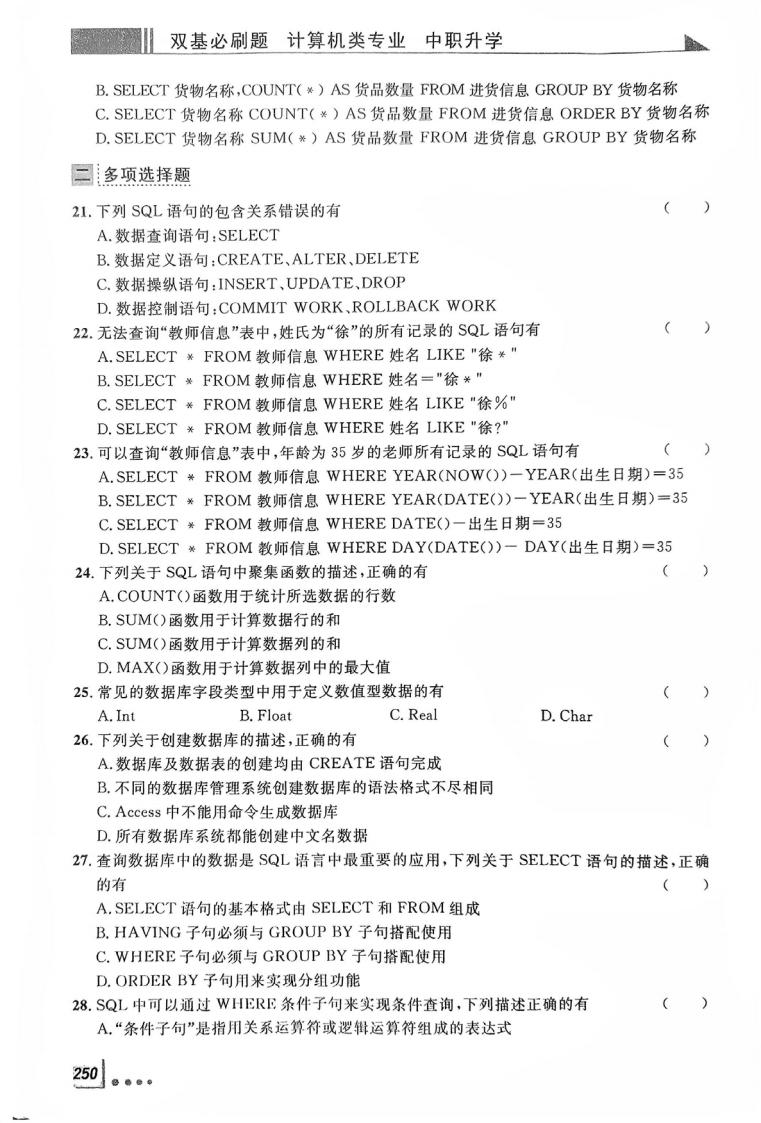 双基必刷题 计算机类专业 中职升学
B. SELECT 货物名称,COUNT(*) AS 货品数量 FROM 进货信息 GROUP BY 货物名称
C. SELECT 货物名称 COUNT(*) AS 货品数量 FROM 进货信息 ORDER BY 货物名称
D. SELECT 货物名称 SUM(*) AS 货品数量 FROM 进货信息 GROUP BY 货物名称
二 多项选择题
21. 下列 SQL 语句的包含关系错误的有 ( )
A. 数据查询语句:SELECT
B. 数据定义语句:CREATE、ALTER、DELETE
C. 数据操纵语句:INSERT、UPDATE、DROP
D. 数据控制语句:COMMIT WORK、ROLLBACK WORK
22. 无法查询“教师信息”表中,姓氏为“徐”的所有记录的 SQL 语句有 ( )
A. SELECT * FROM 教师信息 WHERE 姓名 LIKE "徐*"
B. SELECT * FROM 教师信息 WHERE 姓名="徐*"
C. SELECT * FROM 教师信息 WHERE 姓名 LIKE "徐%"
D. SELECT * FROM 教师信息 WHERE 姓名 LIKE "徐?"
23. 可以查询“教师信息”表中,年龄为 35 岁的老师所有记录的 SQL 语句有 ( )
A. SELECT * FROM 教师信息 WHERE YEAR(NOW())-YEAR(出生日期)=35
B. SELECT * FROM 教师信息 WHERE YEAR(DATE())-YEAR(出生日期)=35
C. SELECT * FROM 教师信息 WHERE DATE()-出生日期=35
D. SELECT * FROM 教师信息 WHERE DAY(DATE())- DAY(出生日期)=35
24. 下列关于 SQL 语句中聚集函数的描述,正确的有 ( )
A. COUNT()函数用于统计所选数据的行数
B. SUM()函数用于计算数据行的和
C. SUM()函数用于计算数据列的和
D. MAX()函数用于计算数据列中的最大值
25. 常见的数据库字段类型中用于定义数值型数据的有 ( )
A. Int B. Float C. Real D. Char
26. 下列关于创建数据库的描述,正确的有 ( )
A. 数据库及数据表的创建均由 CREATE 语句完成
B. 不同的数据库管理系统创建数据库的语法格式不尽相同
C. Access 中不能用命令生成数据库
D. 所有数据库系统都能创建中文名数据
27. 查询数据库中的数据是 SQL 语言中最重要的应用,下列关于 SELECT 语句的描述,正确
的有 ( )
A. SELECT 语句的基本格式由 SELECT 和 FROM 组成
B. HAVING 子句必须与 GROUP BY 子句搭配使用
C. WHERE 子句必须与 GROUP BY 子句搭配使用
D. ORDER BY 子句用来实现分组功能
28. SQL 中可以通过 WHERE 条件子句来实现条件查询,下列描述正确的有 ( )
A. “条件子句”是指用关系运算符或逻辑运算符组成的表达式
250